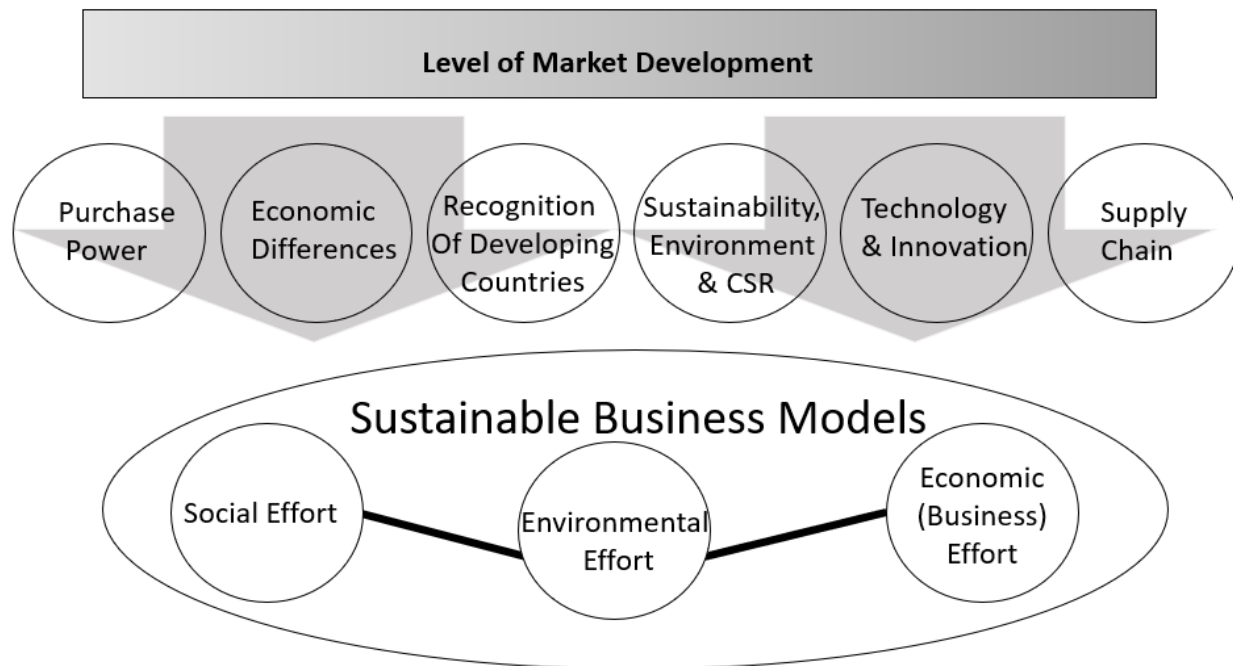 Level of Market Development
Purchase
Power
Economic
Differences
Recognition
Of Developing
Countries
Sustainability,
Environment
& CSR
Technology
& Innovation
Supply
Chain
Sustainable Business Models
Social Effort
Environmental
Effort
Economic
(Business)
Effort